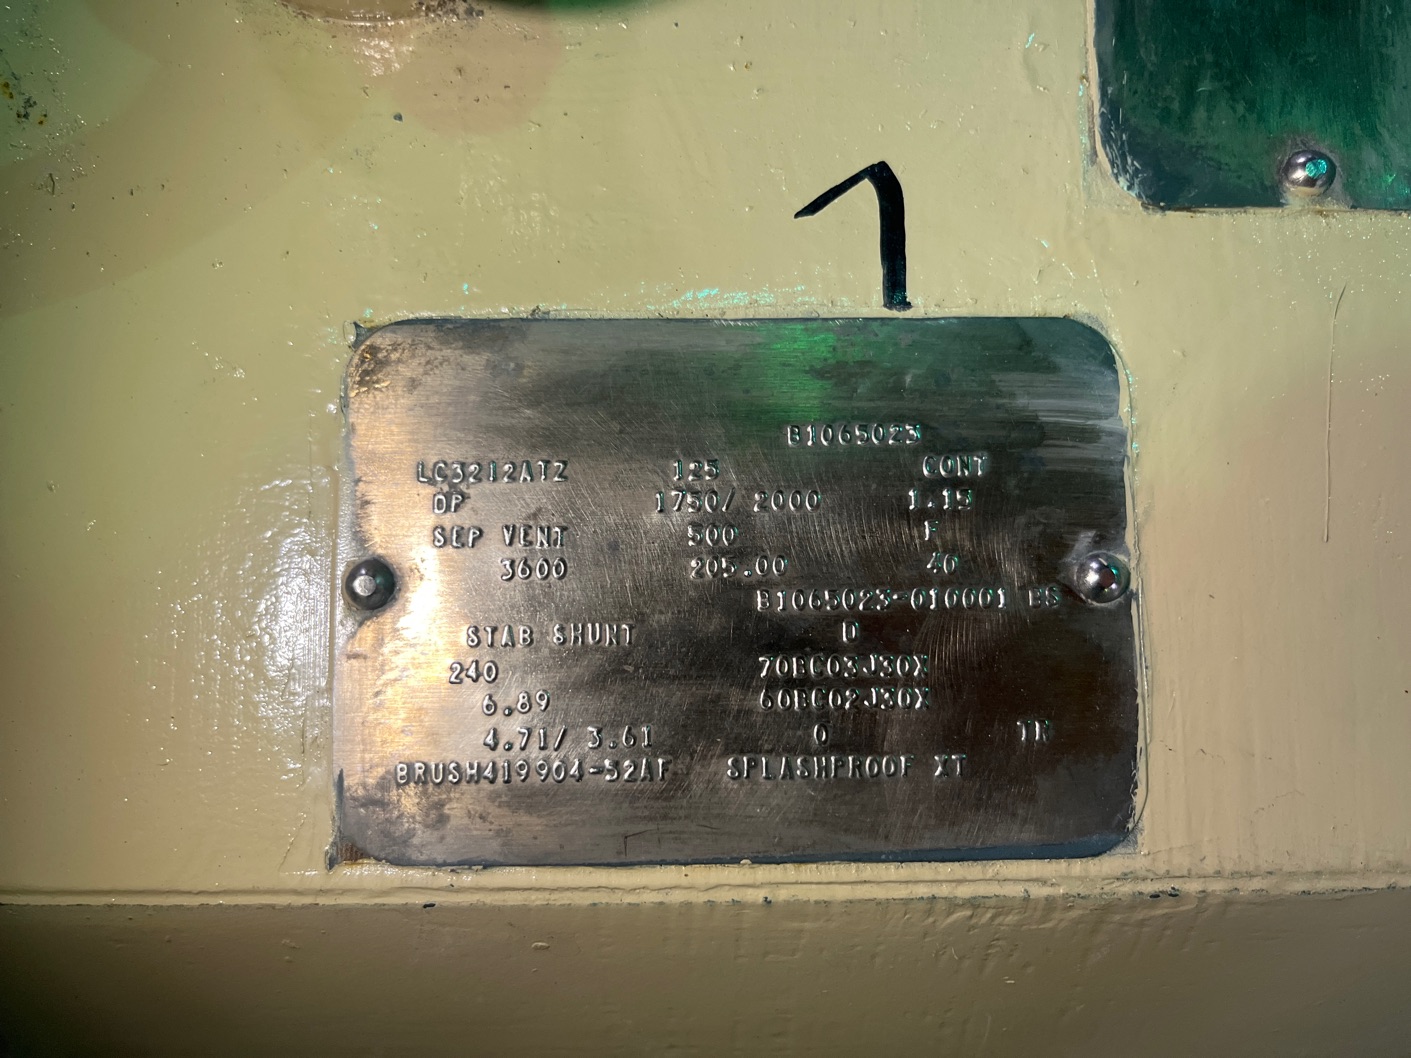 1
B1065023
LC3212ATZ 125 CONT
DP 1750/ 2000 1.15
SEP VENT 500 F
3600 205.00 40
B1065023-010001 BS
STAB SHUNT D
240 70BC03J30X
6.89 60BC02J30X
4.71/ 3.61 0 TR
BRUSH419904-52AF SPLASHPROOF XT